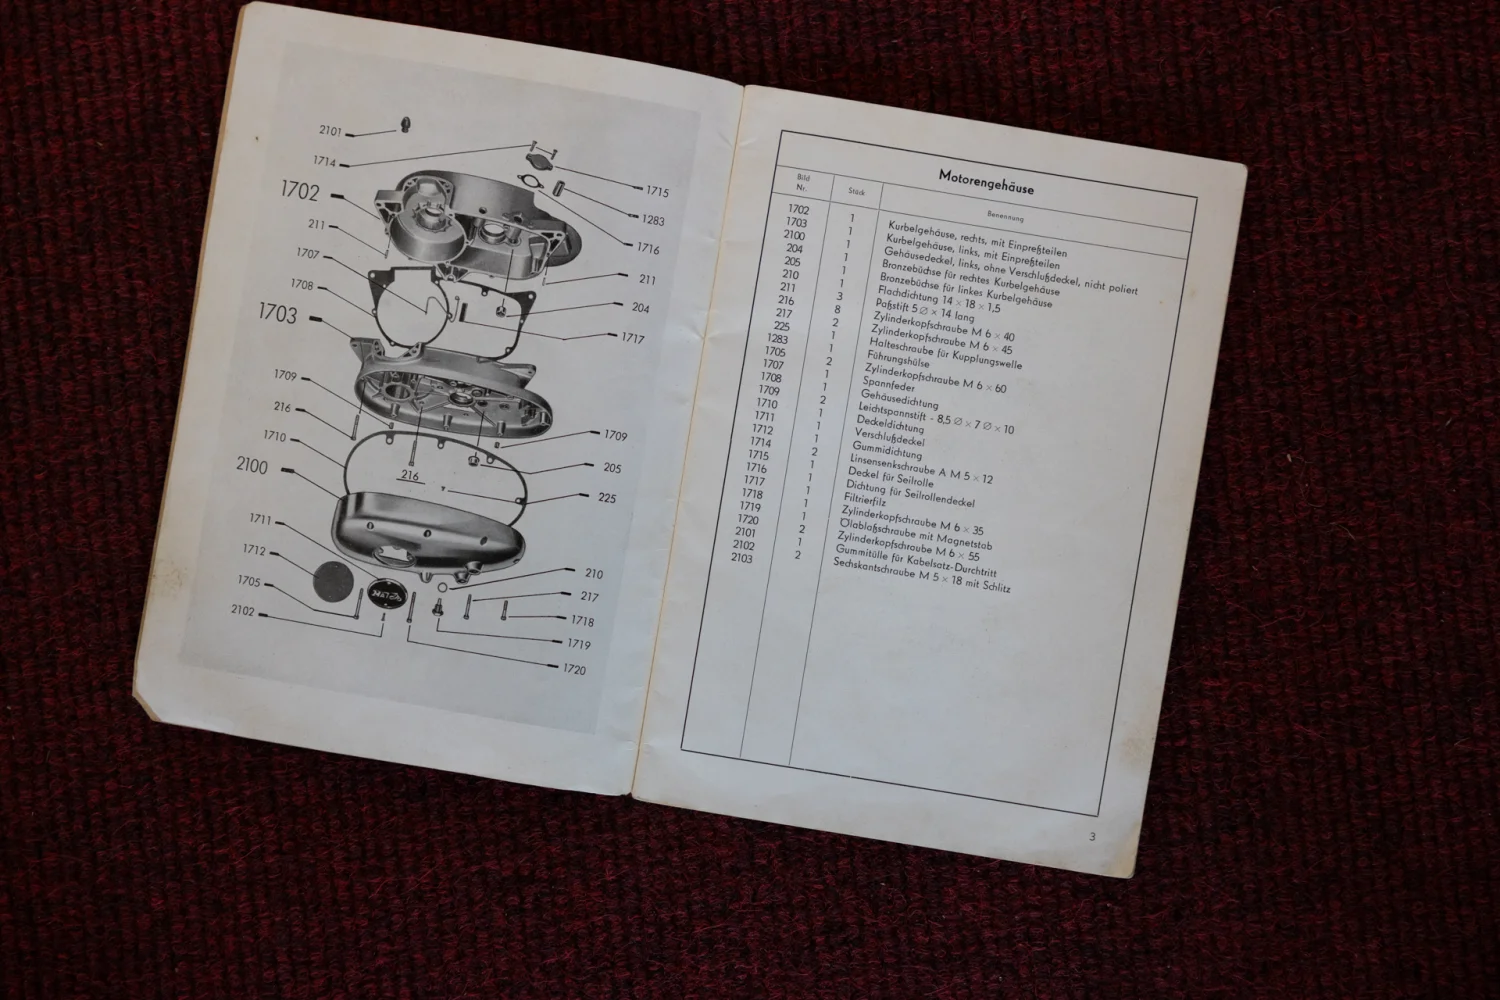 2101
1714
1702
211
1707
1708
1703
1709
216
1710
2100
1711
1712
1705
2102
1715
1283
1716
211
204
1717
1709
205
216
225
210
217
1718
1719
1720
Motorengehäuse
Bild Nr.
1702
1703
2100
204
205
210
211
216
217
225
1283
1705
1707
1708
1709
1710
1711
1712
1714
1715
1716
1717
1718
1719
1720
2101
2102
2103
Stück
1
1
1
1
1
1
3
8
2
1
1
2
1
1
2
1
1
1
2
1
1
1
1
1
2
1
2
Benennung
Kurbelgehäuse, rechts, mit Einpreßteilen
Kurbelgehäuse, links, mit Einpreßteilen
Gehäusedeckel, links, ohne Verschlußdeckel, nicht poliert
Bronzebüchse für rechtes Kurbelgehäuse
Bronzebüchse für linkes Kurbelgehäuse
Flachdichtung 14 × 18 × 1,5
Paßstift 5 ∅ × 14 lang
Zylinderkopfschraube M 6 × 40
Zylinderkopfschraube M 6 × 45
Halteschraube für Kupplungswelle
Führungshülse
Zylinderkopfschraube M 6 × 60
Spannfeder
Gehäusedichtung
Leichtspannstift - 8,5 ∅ × 7 ∅ × 10
Deckeldichtung
Verschlußdeckel
Gummidichtung
Linsensenkschraube A M 5 × 12
Deckel für Seilrolle
Dichtung für Seilrollendeckel
Filtrierfilz
Zylinderkopfschraube M 6 × 35
Ölablaßschraube mit Magnetstab
Zylinderkopfschraube M 6 × 55
Gummitülle für Kabelsatz-Durchtritt
Sechskantschraube M 5 × 18 mit Schlitz
3